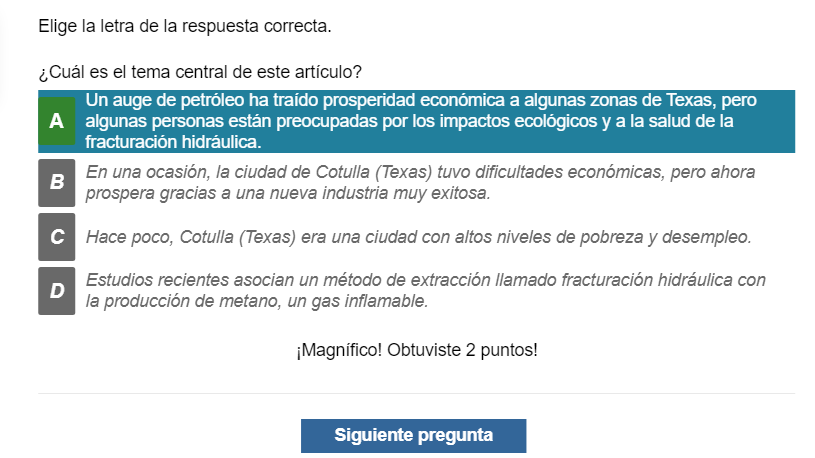 Elige la letra de la respuesta correcta.
¿Cuál es el tema central de este artículo?
A
Un auge de petróleo ha traído prosperidad económica a algunas zonas de Texas, pero
algunas personas están preocupadas por los impactos ecológicos y a la salud de la
fracturación hidráulica.
B
En una ocasión, la ciudad de Cotulla (Texas) tuvo dificultades económicas, pero ahora
prospera gracias a una nueva industria muy exitosa.
C
Hace poco, Cotulla (Texas) era una ciudad con altos niveles de pobreza y desempleo.
D
Estudios recientes asocian un método de extracción llamado fracturación hidráulica con
la producción de metano, un gas inflamable.
¡Magnífico! Obtuviste 2 puntos!
Siguiente pregunta